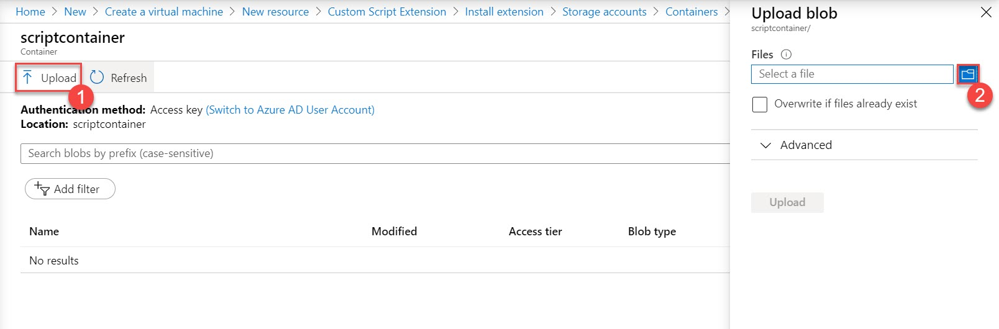 Home > New > Create a virtual machine > New resource > Custom Script Extension > Install extension > Storage accounts > Containers >
scriptcontainer
Container
Upload Refresh
1
Authentication method: Access key (Switch to Azure AD User Account)
Location: scriptcontainer
Search blobs by prefix (case-sensitive)
Add filter
Name Modified Access tier Blob type
No results
Upload blob
scriptcontainer/
Files
Select a file
2
Overwrite if files already exist
Advanced
Upload